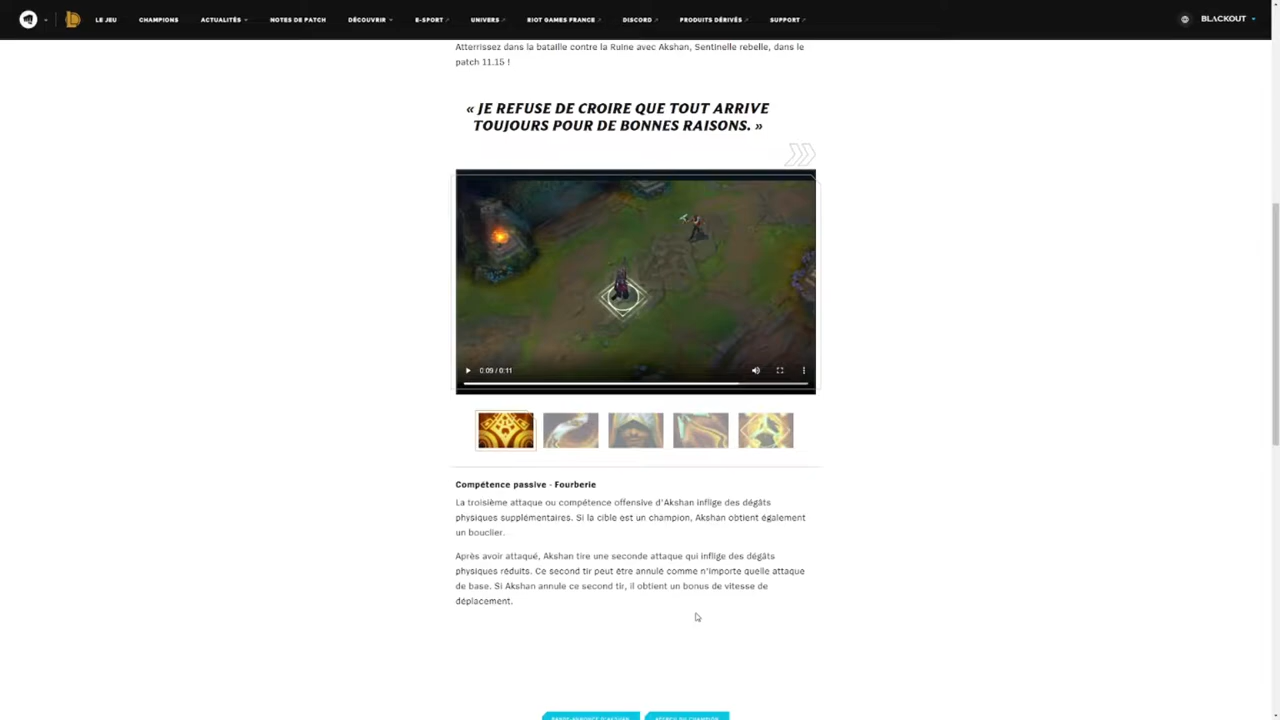 LE JEU CHAMPIONS ACTUALITÉS NOTES DE PATCH DÉCOUVRIR E-SPORT UNIVERS RIOT GAMES FRANCE DISCORD PRODUITS DÉRIVÉS SUPPORT BLACKOUT
Atterrissez dans la bataille contre la Ruine avec Akshan, Sentinelle rebelle, dans le
patch 11.15 !
« JE REFUSE DE CROIRE QUE TOUT ARRIVE
TOUJOURS POUR DE BONNES RAISONS. »
0:09 / 0:11
Compétence passive - Fourberie
La troisième attaque ou compétence offensive d'Akshan inflige des dégâts
physiques supplémentaires. Si la cible est un champion, Akshan obtient également
un bouclier.
Après avoir attaqué, Akshan tire une seconde attaque qui inflige des dégâts
physiques réduits. Ce second tir peut être annulé comme n'importe quelle attaque
de base. Si Akshan annule ce second tir, il obtient un bonus de vitesse de
déplacement.